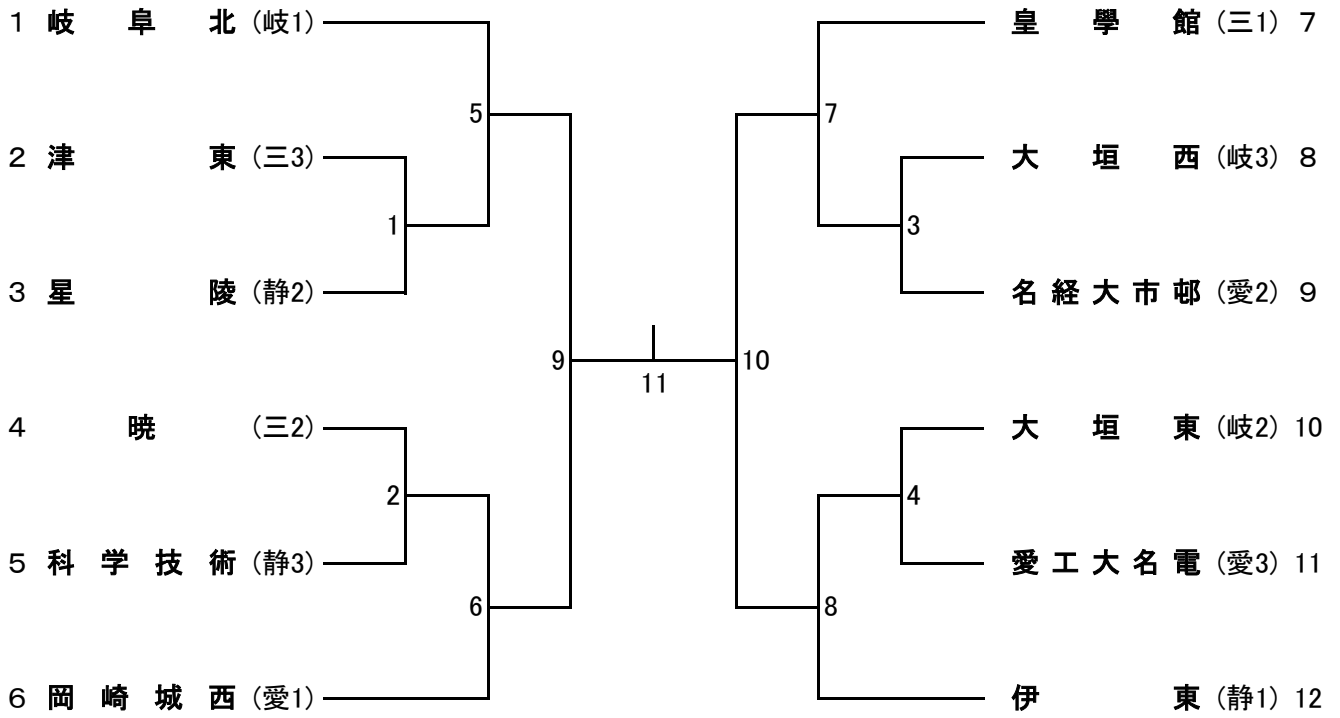 1 岐阜北 (岐1)
5
2 津東 (三3)
1
3 星陵 (静2)
9
4 暁 (三2)
2
5 科学技術 (静3)
6
6 岡崎城西 (愛1)
11
皇學館 (三1) 7
7
大垣西 (岐3) 8
3
名経大市邨 (愛2) 9
10
大垣東 (岐2) 10
4
愛工大名電 (愛3) 11
8
伊東 (静1) 12